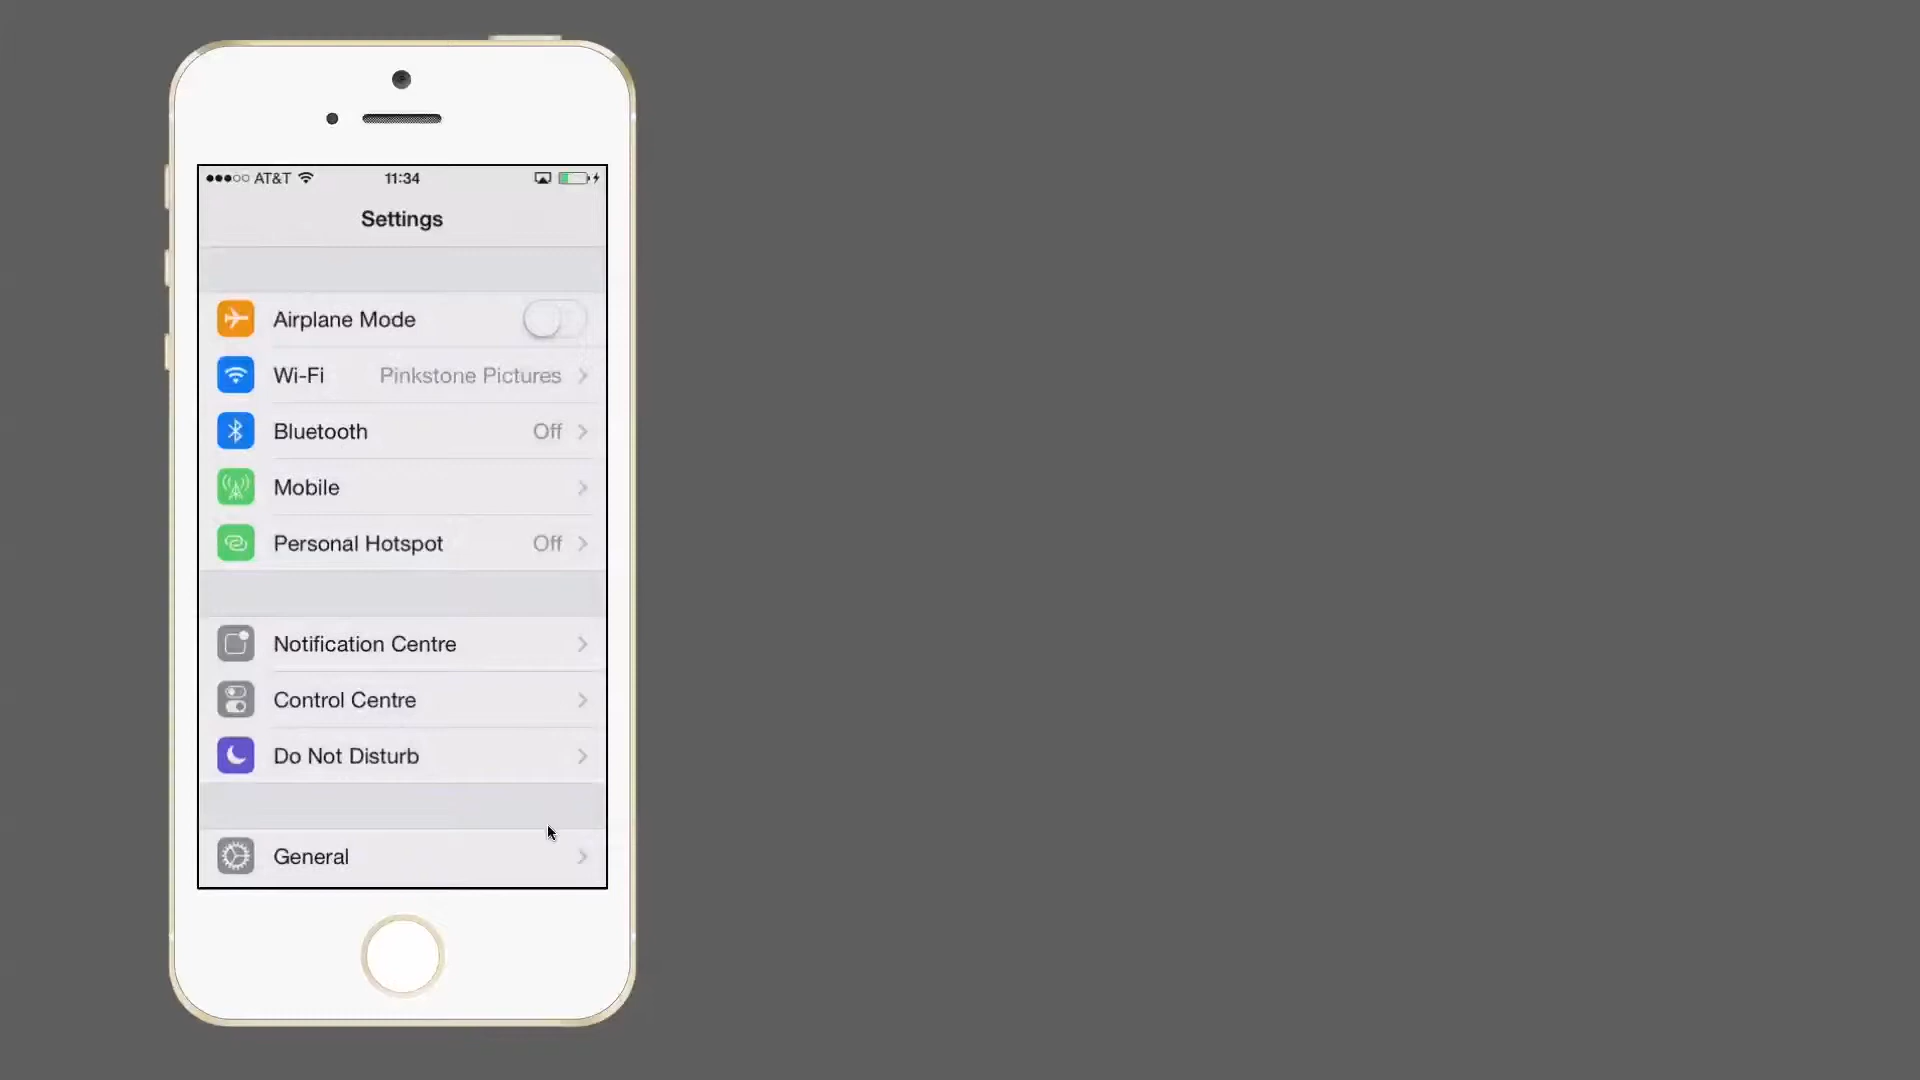 AT&T 11:34
Settings
Airplane Mode
Wi-Fi Pinkstone Pictures
Bluetooth Off
Mobile
Personal Hotspot Off
Notification Centre
Control Centre
Do Not Disturb
General